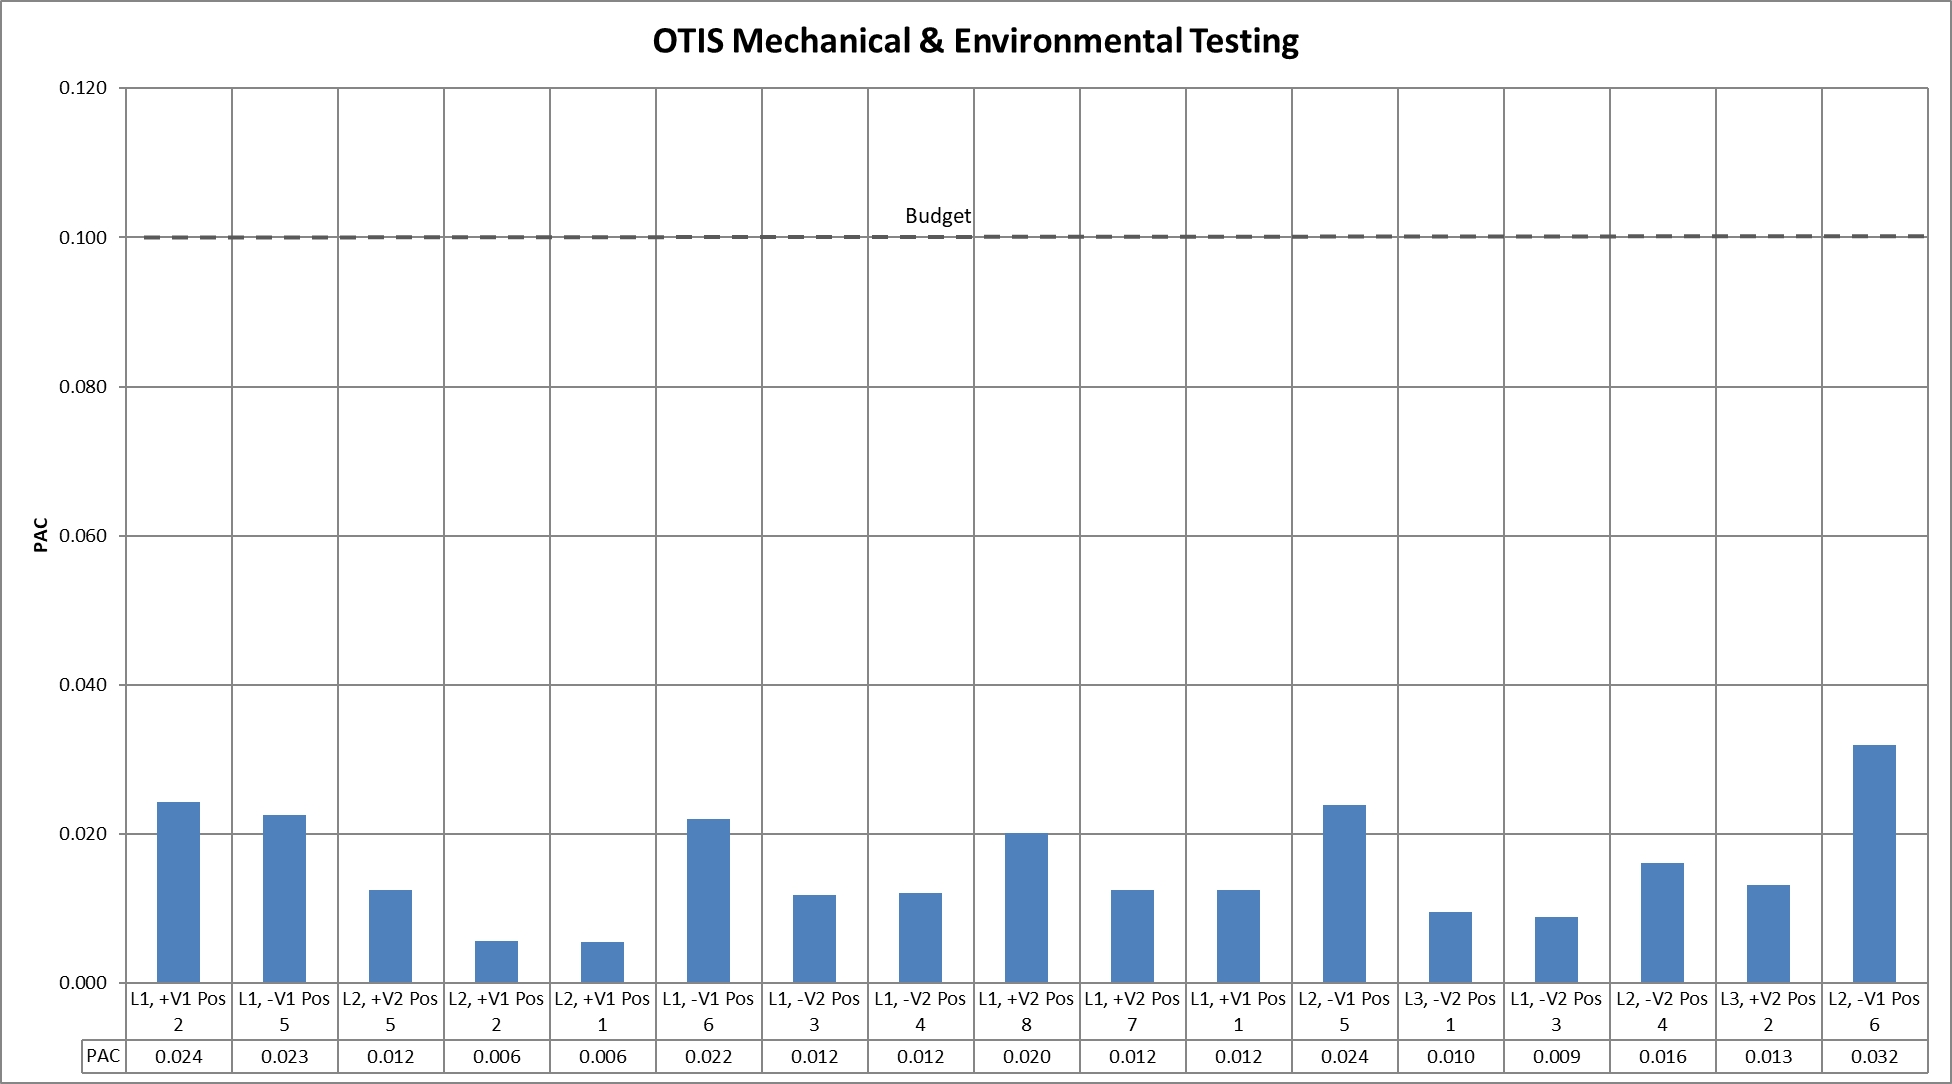 OTIS Mechanical & Environmental Testing
0.120
Budget
0.100
0.080
PAC
0.060
0.040
0.020
0.000
L1, +V1 Pos L1, -V1 Pos L2, +V2 Pos L2, +V1 Pos L2, +V1 Pos L1, -V1 Pos L1, -V2 Pos L1, -V2 Pos L1, +V2 Pos L1, +V2 Pos L1, +V1 Pos L2, -V1 Pos L3, -V2 Pos L1, -V2 Pos L2, -V2 Pos L3, +V2 Pos L2, -V1 Pos
2 5 5 2 1 6 3 4 8 7 1 5 1 3 4 2 6
PAC 0.024 0.023 0.012 0.006 0.006 0.022 0.012 0.012 0.020 0.012 0.012 0.024 0.010 0.009 0.016 0.013 0.032